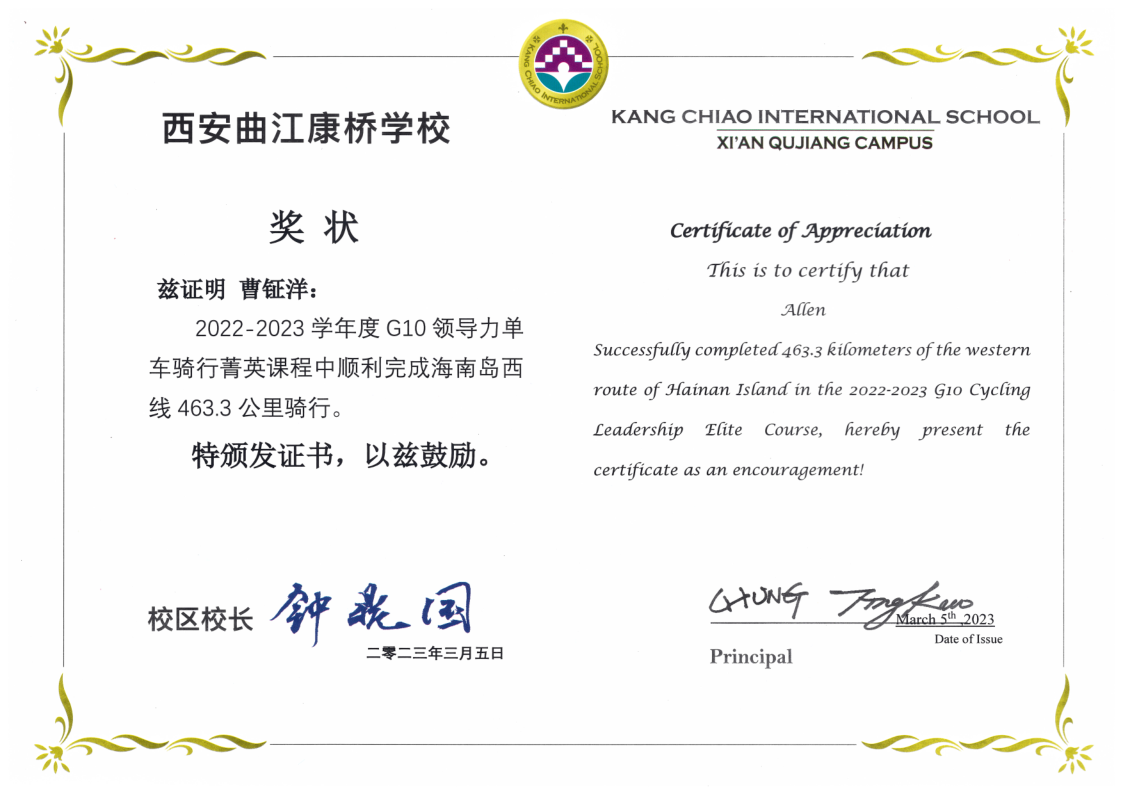 KANG CHIAO INTERNATIONAL SCHOOL
西安曲江康桥学校
奖 状
兹证明 曹钲洋:
2022-2023 学年度 G10 领导力单
车骑行菁英课程中顺利完成海南岛西
线 463.3 公里骑行。
特颁发证书，以兹鼓励。
校区校长 钟鼎国
二零二三年三月五日
KANG CHIAO INTERNATIONAL SCHOOL
XI'AN QUJIANG CAMPUS
Certificate of Appreciation
This is to certify that
Allen
Successfully completed 463.3 kilometers of the western
route of Hainan Island in the 2022-2023 G10 Cycling
Leadership Elite Course, hereby present the
certificate as an encouragement!
CHUNG
March 5th ,2023
Date of Issue
Principal